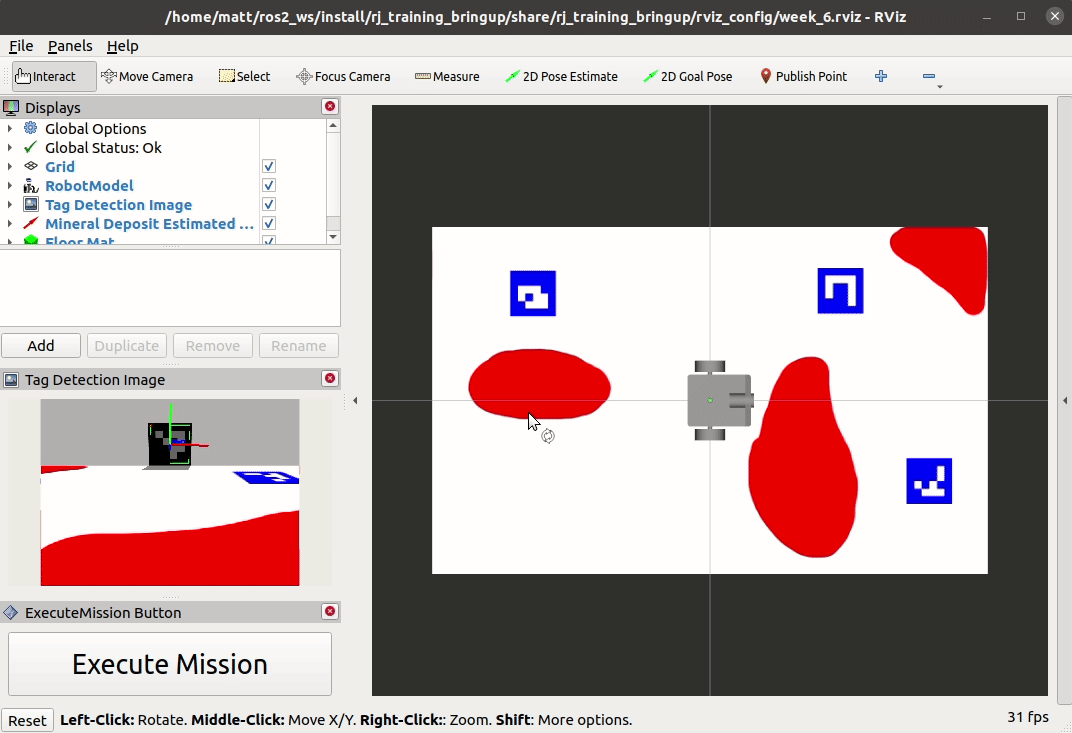 /home/matt/ros2_ws/install/rj_training_bringup/share/rj_training_bringup/rviz_config/week_6.rviz - RViz
File Panels Help
Interact Move Camera Select Focus Camera Measure 2D Pose Estimate 2D Goal Pose Publish Point
Displays
Global Options
Global Status: Ok
Grid
RobotModel
Tag Detection Image
Mineral Deposit Estimated ...
Floor Mat
Add Duplicate Remove Rename
Tag Detection Image
ExecuteMission Button
Execute Mission
Reset Left-Click: Rotate. Middle-Click: Move X/Y. Right-Click:: Zoom. Shift: More options. 31 fps